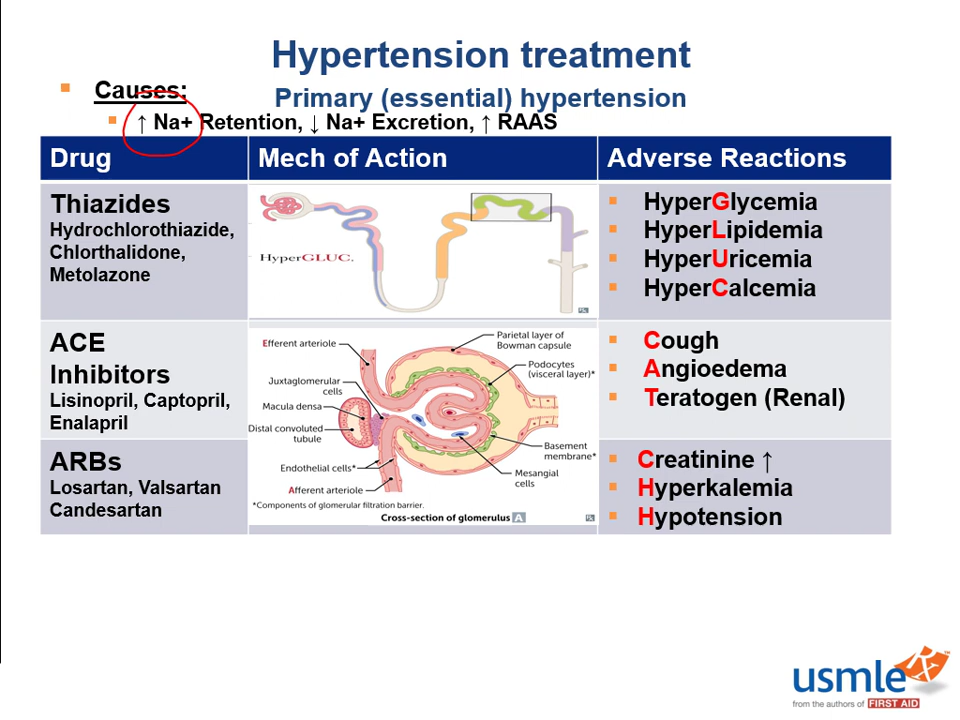 Hypertension treatment
Primary (essential) hypertension
Causes:
↑ Na+ Retention, ↓ Na+ Excretion, ↑ RAAS
Drug
Mech of Action
Adverse Reactions
Thiazides
Hydrochlorothiazide,
Chlorthalidone,
Metolazone
HyperGLUC.
HyperGlycemia
HyperLipidemia
HyperUricemia
HyperCalcemia
ACE
Inhibitors
Lisinopril, Captopril,
Enalapril
Efferent arteriole
Juxtaglomerular
cells
Macula densa
Distal convoluted
tubule
Endothelial cells*
Afferent arteriole
*Components of glomerular filtration barrier.
Parietal layer of
Bowman capsule
Podocytes
(visceral layer)*
Basement
membrane*
Mesangial
cells
Cross-section of glomerulus A
Cough
Angioedema
Teratogen (Renal)
ARBs
Losartan, Valsartan
Candesartan
Creatinine ↑
Hyperkalemia
Hypotension
usmle Rx
from the authors of FIRST AID